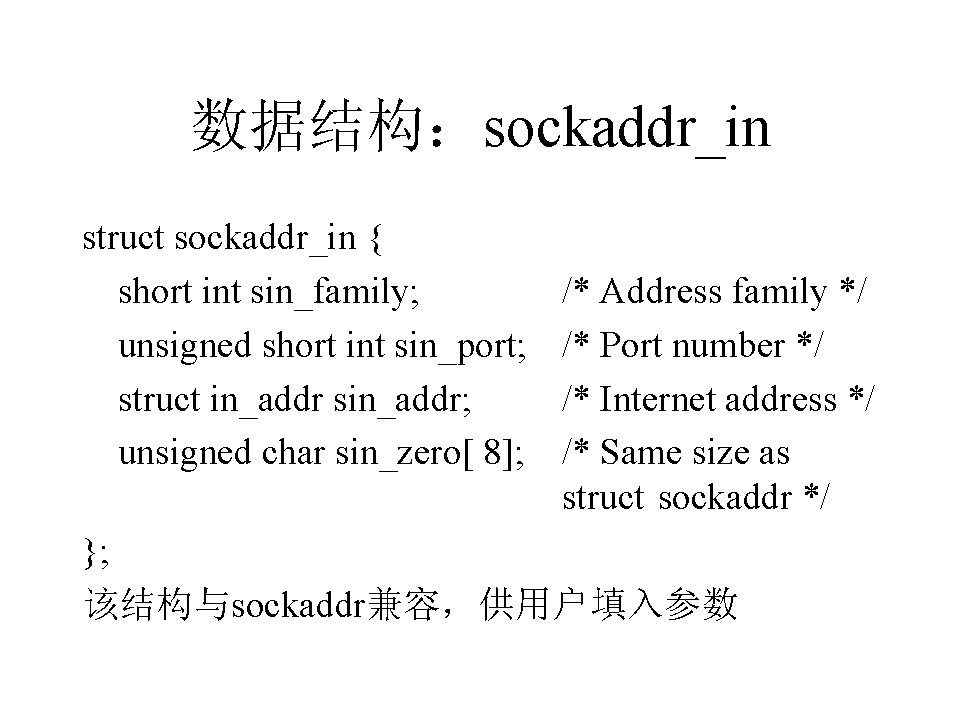 数据结构：sockaddr_in
struct sockaddr_in {
short int sin_family; /* Address family */
unsigned short int sin_port; /* Port number */
struct in_addr sin_addr; /* Internet address */
unsigned char sin_zero[ 8]; /* Same size as
struct sockaddr */
};
该结构与sockaddr兼容，供用户填入参数